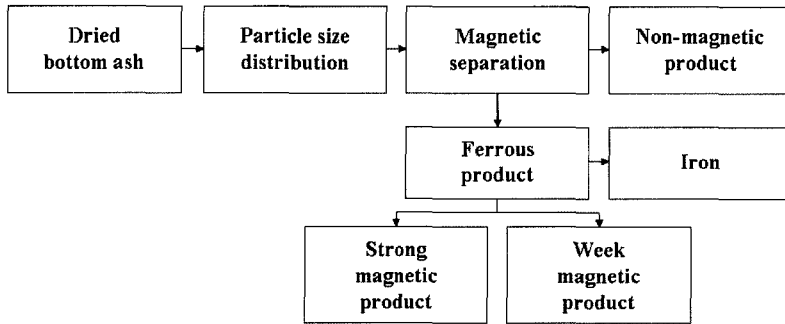 Dried
bottom ash
Particle size
distribution
Magnetic
separation
Non-magnetic
product
Ferrous
product
Iron
Strong
magnetic
product
Week
magnetic
product